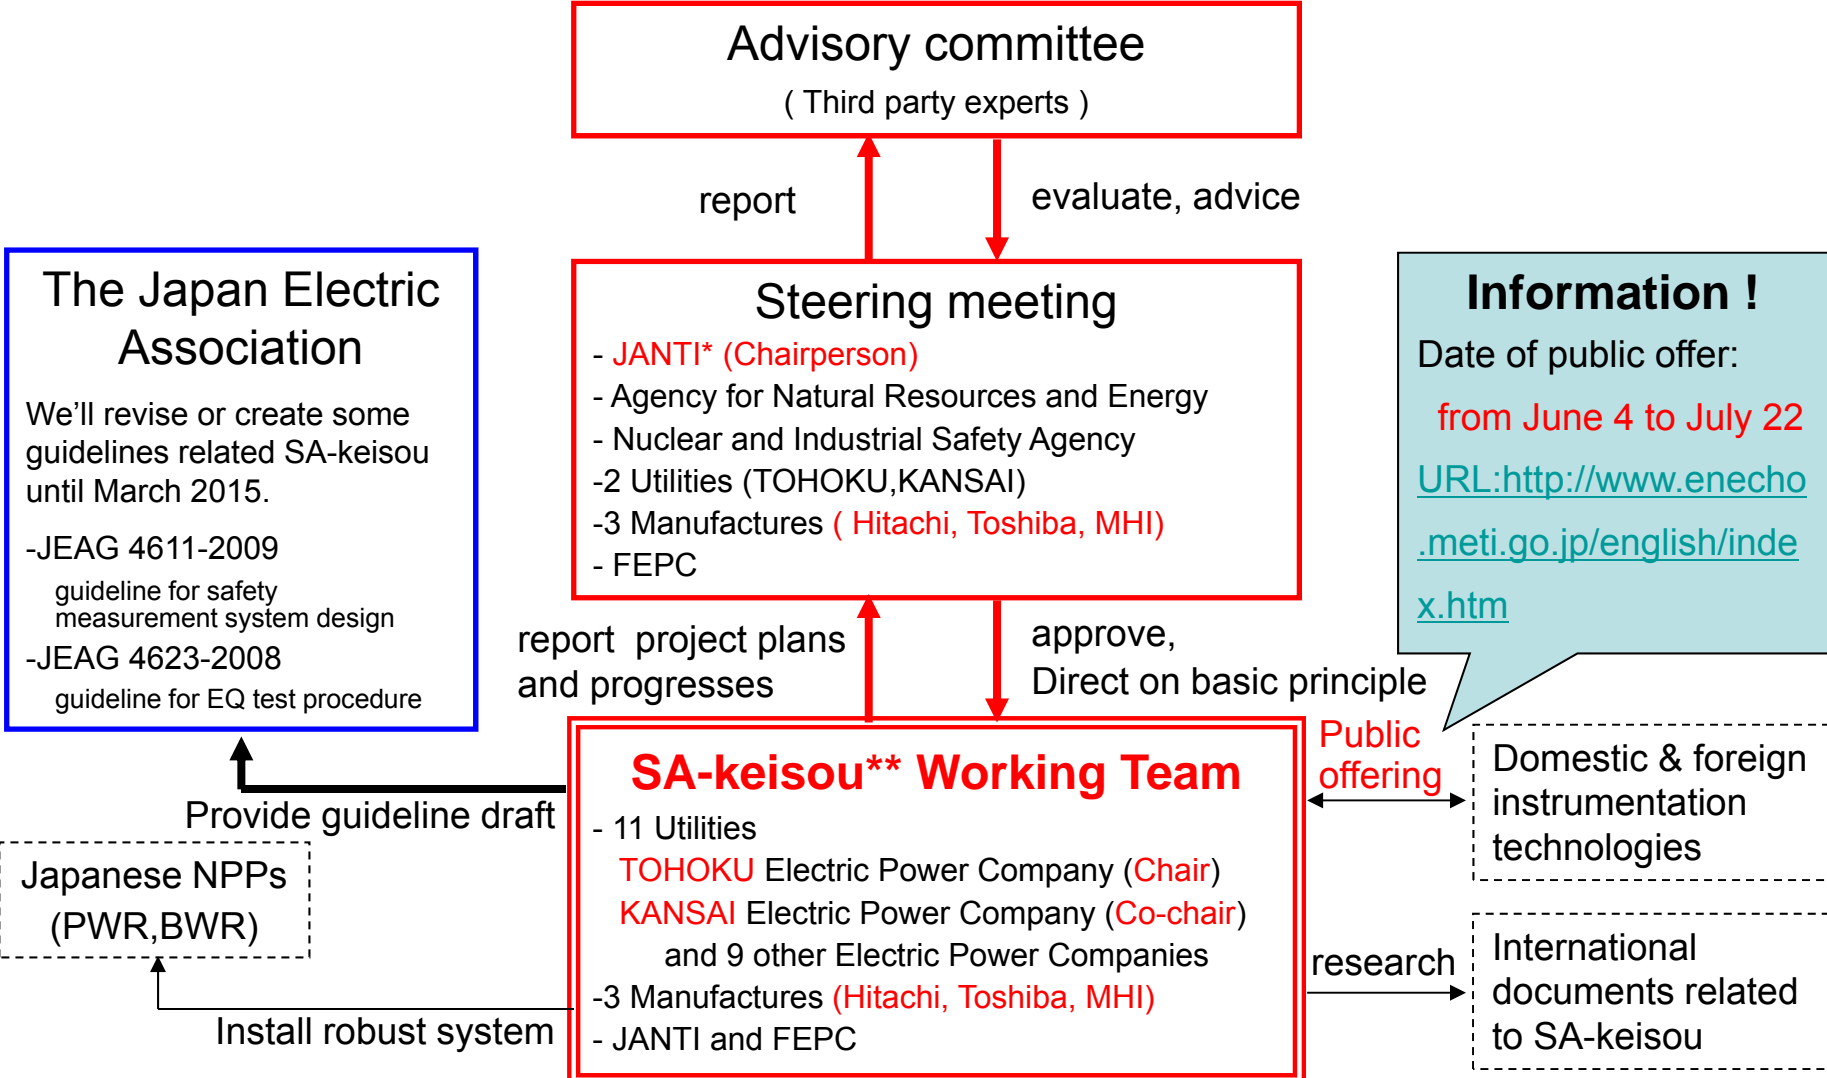 Advisory committee
( Third party experts )
report
evaluate, advice
The Japan Electric
Association
We’ll revise or create some
guidelines related SA-keisou
until March 2015.
-JEAG 4611-2009
guideline for safety
measurement system design
-JEAG 4623-2008
guideline for EQ test procedure
Steering meeting
- JANTI* (Chairperson)
- Agency for Natural Resources and Energy
- Nuclear and Industrial Safety Agency
-2 Utilities (TOHOKU,KANSAI)
-3 Manufactures ( Hitachi, Toshiba, MHI)
- FEPC
Information !
Date of public offer:
from June 4 to July 22
URL:http://www.enecho
.meti.go.jp/english/inde
x.htm
report  project plans
and progresses
approve,
Direct on basic principle
Provide guideline draft
Japanese NPPs
(PWR,BWR)
Install robust system
SA-keisou** Working Team
- 11 Utilities
TOHOKU Electric Power Company (Chair)
KANSAI Electric Power Company (Co-chair)
and 9 other Electric Power Companies
-3 Manufactures (Hitachi, Toshiba, MHI)
- JANTI and FEPC
Public
offering
Domestic & foreign
instrumentation
technologies
research
International
documents related
to SA-keisou